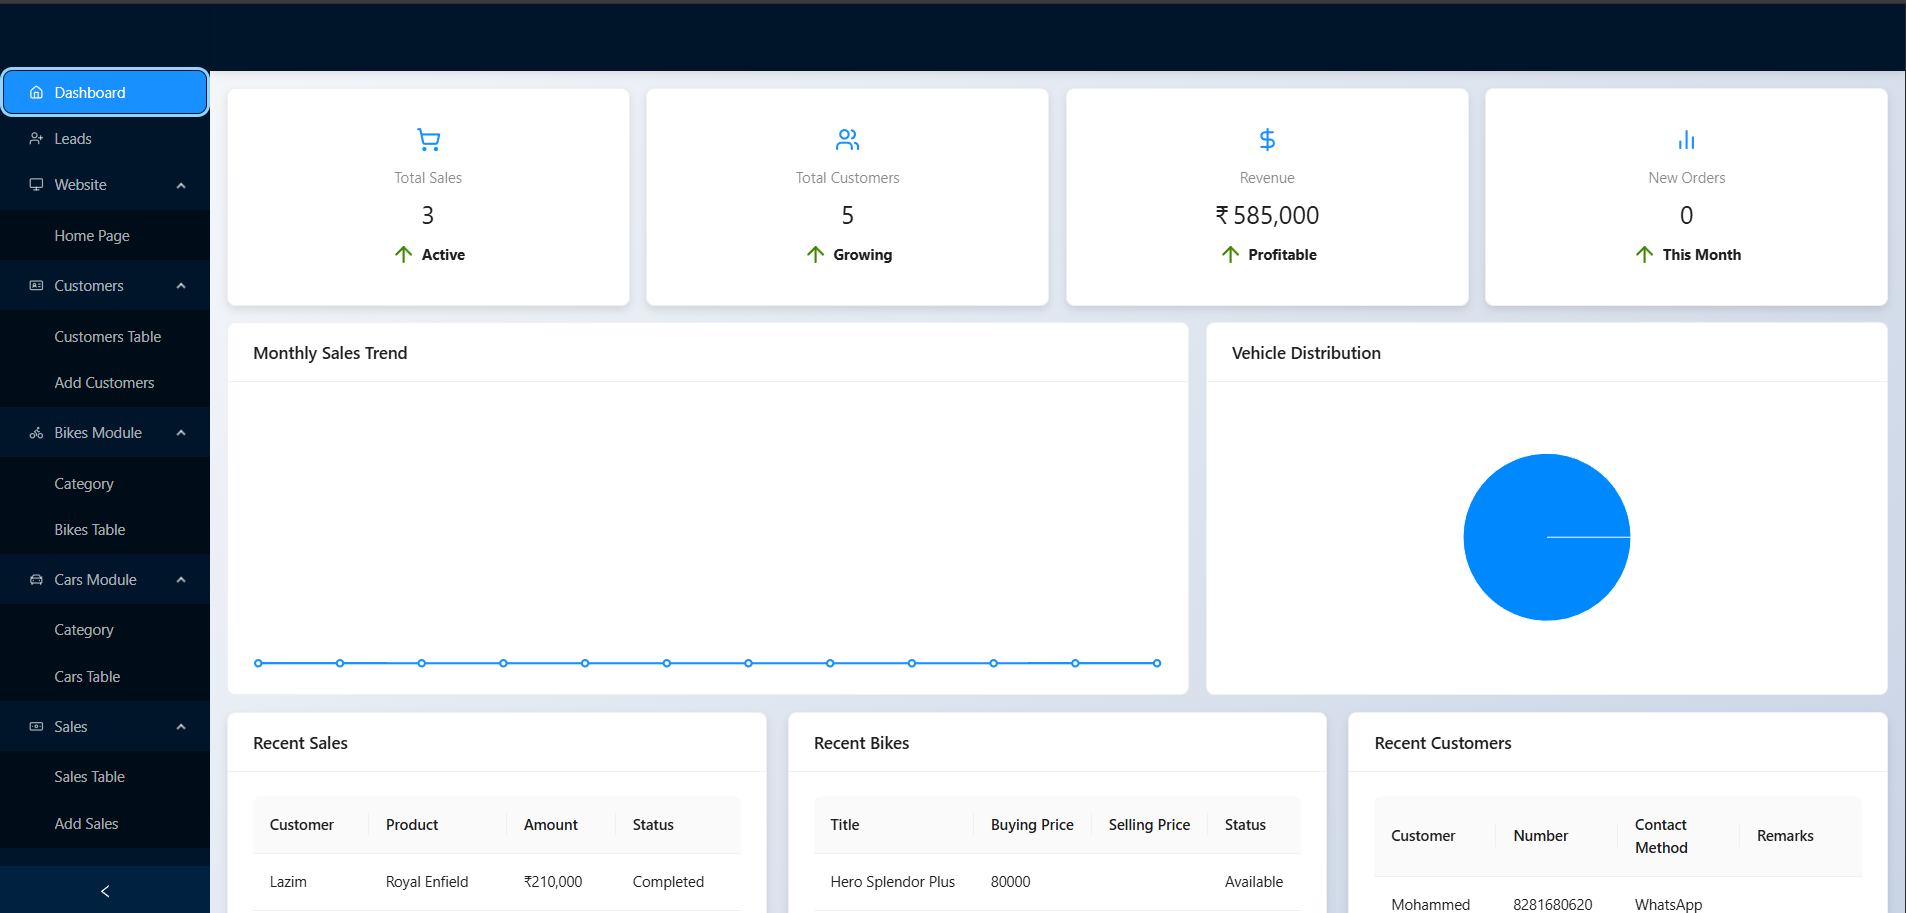 Dashboard
Leads
Website
Home Page
Customers
Customers Table
Add Customers
Bikes Module
Category
Bikes Table
Cars Module
Category
Cars Table
Sales
Sales Table
Add Sales
Total Sales
3
Active
Total Customers
5
Growing
Revenue
₹ 585,000
Profitable
New Orders
0
This Month
Monthly Sales Trend
Vehicle Distribution
Recent Sales
Customer Product Amount Status
Lazim Royal Enfield ₹210,000 Completed
Recent Bikes
Title Buying Price Selling Price Status
Hero Splendor Plus 80000 Available
Recent Customers
Customer Number Contact Method Remarks
Mohammed 8281680620 WhatsApp